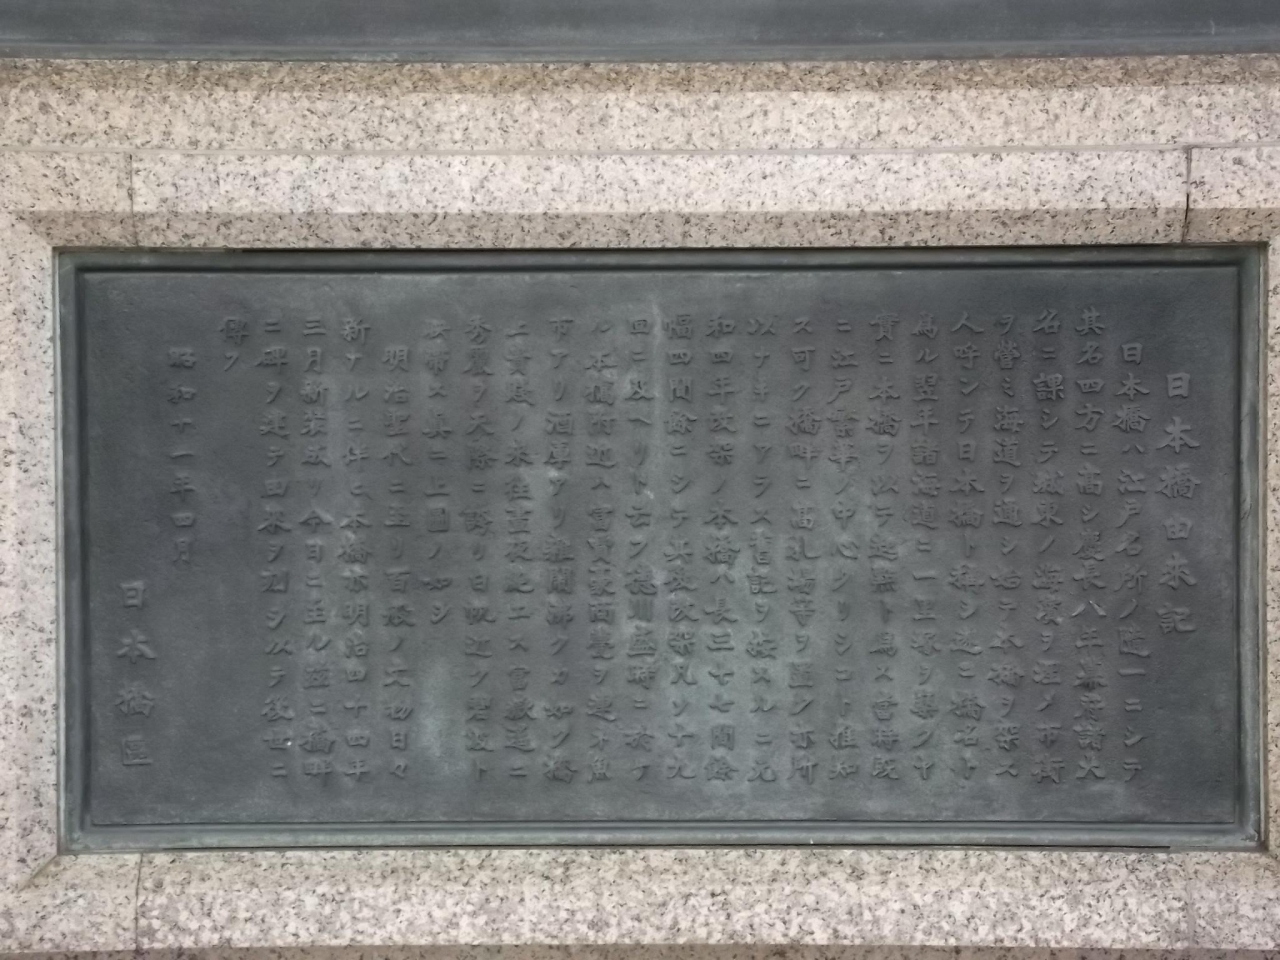 日本橋由来記
日本橋ハ江戸名所ノ隨一ニシテ
其名四方ニ高シ慶長八年幕府諸大
名ニ課シテ城東ノ海濱ヲ埋メ市街
ヲ營ミ海道ヲ通シ始テ本橋ヲ架ス
人呼ンテ日本橋ト稱シ遂ニ橋名ト
爲ル翌年諸海道ニ一里塚ヲ築クヤ
實ニ本橋ヲ以テ起點ト爲ス當時既
ニ江戸繁華ノ中心タリシコト推知
ス可ク橋畔ニ高札場等ヲ置ク亦所
以ナキニアラス舊記ヲ按スルニ元
和四年改架ノ本橋ハ長三十七間餘
幅四間餘ニシテ其後改架凡ソ十九
回ニ及ヘリト云フ徳川盛時ニ於ケ
ル本橋附近ハ富買豪商甍ヲ連ネ魚
市アリ酒庫アリ雜鬧沸クカ如ク橋
上貴賤ノ來往晝夜絶エス富嶽遥ニ
秀麗ヲ天際ニ誇リ日帆近ク碧波ト
映帶ス眞ニ上圖ノ如シ
明治聖代ニ至リ百般ノ文物日々
新ナルニ伴ヒ本橋亦明治四十四年
三月新装成リ今日ニ至ル茲ニ橋畔
ニ碑ヲ建テ由來ヲ刻シ以テ後世ニ
傳フ
昭和十一年四月
日本橋區